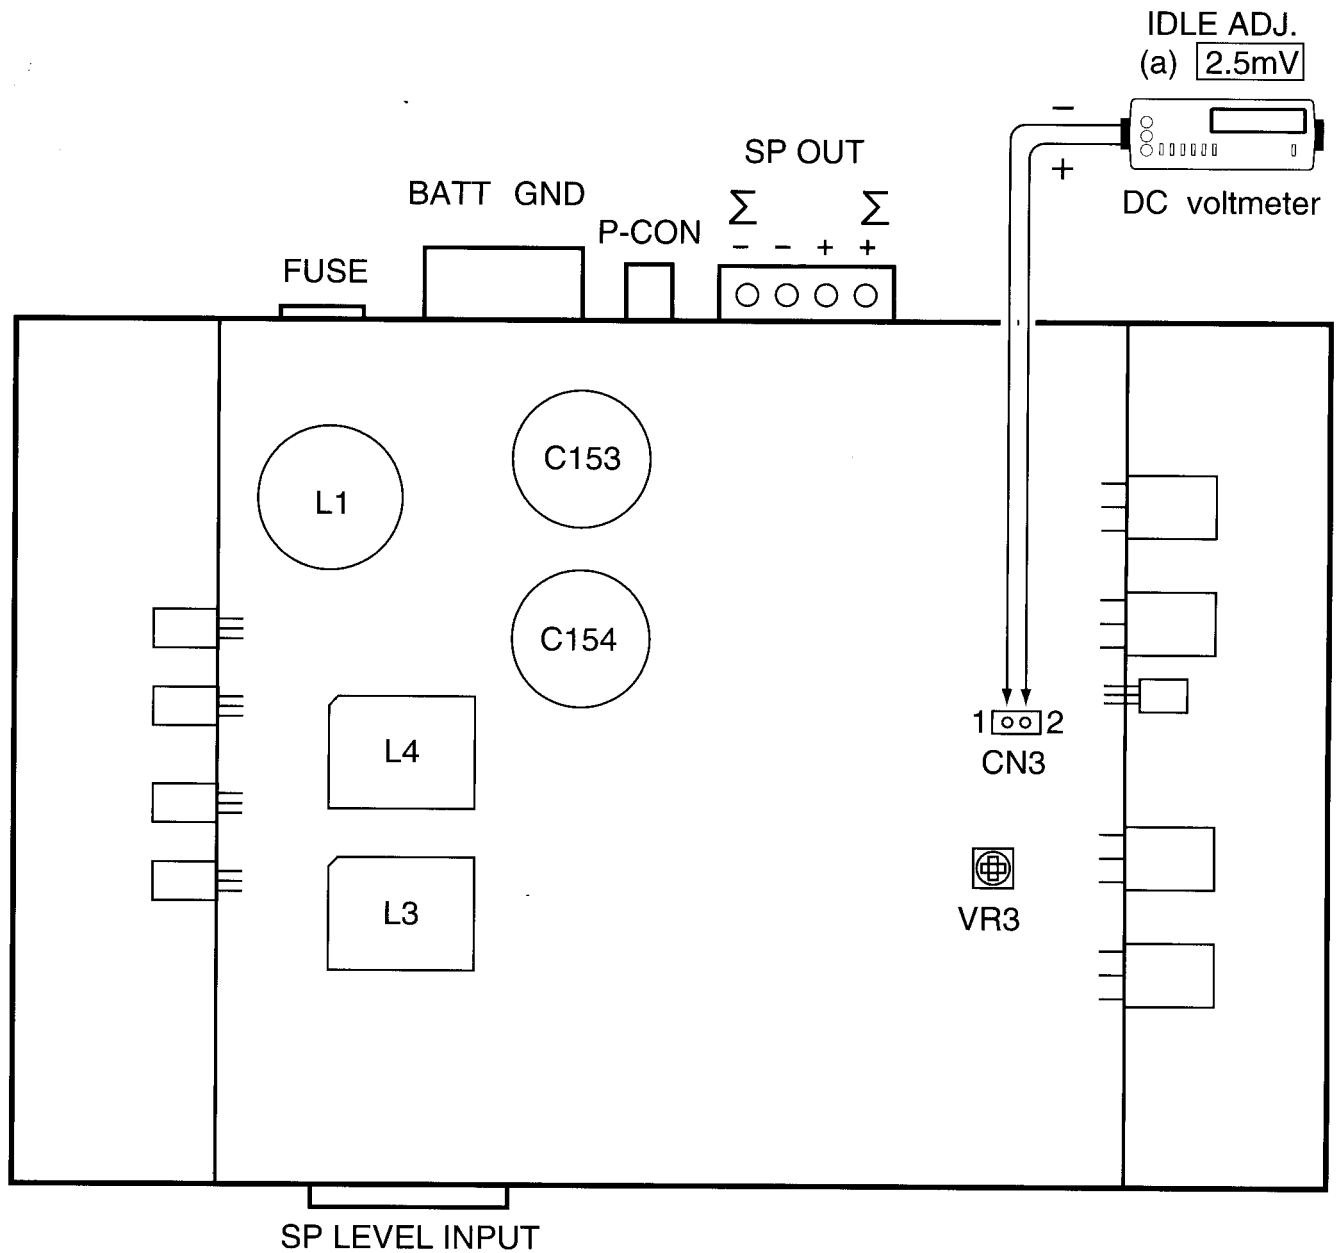 IDLE ADJ.
(a) 2.5mV
−
+
DC voltmeter
SP OUT
Σ Σ
− − + +
BATT GND
P-CON
FUSE
C153
L1
C154
L4
1 2
CN3
L3
VR3
SP LEVEL INPUT